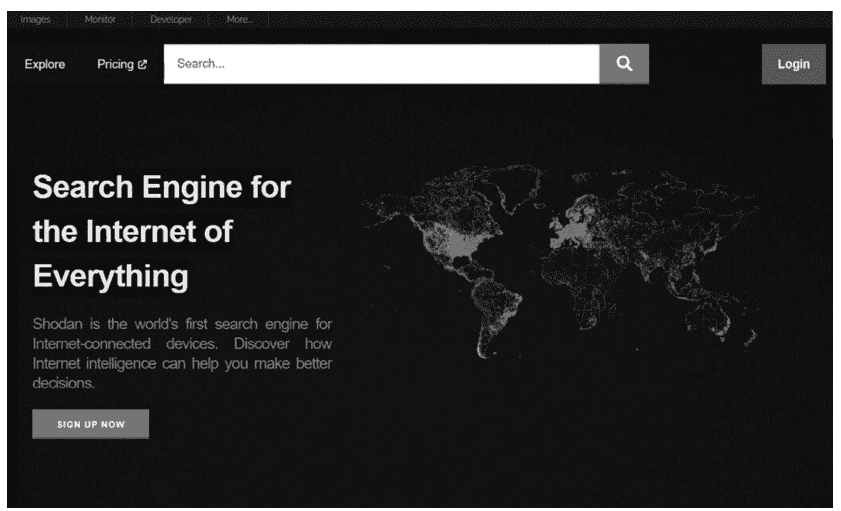 Images Monitor Developer More...
Explore Pricing Search... Login
Search Engine for
the Internet of
Everything
Shodan is the world's first search engine for
Internet-connected devices. Discover how
Internet intelligence can help you make better
decisions.
SIGN UP NOW